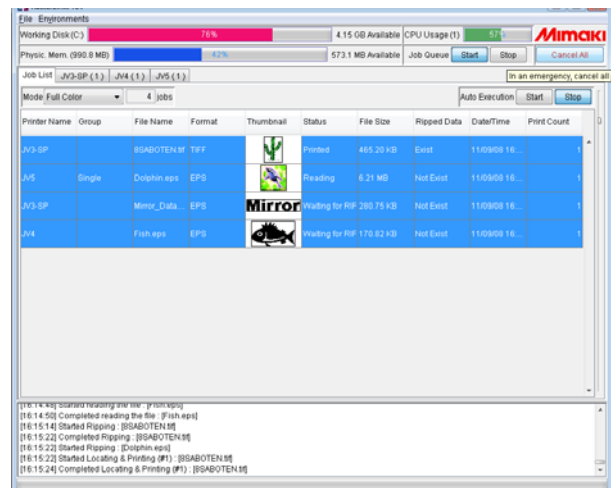 File Environments
Working Disk (C:) 76% 4.15 GB Available CPU Usage (1) 57% Mimaki
Physic. Mem. (990.8 MB) 42% 573.1 MB Available Job Queue Start Stop Cancel All
Job List JV3-SP ( 1 ) JV4 ( 1 ) JV5 ( 1 ) In an emergency, cancel all
Mode Full Color 4 jobs Auto Execution Start Stop
Printer Name Group File Name Format Thumbnail Status File Size Ripped Data Date/Time Print Count
JV3-SP 8SABOTEN.tif TIFF Printed 465.20 KB Exist 11/09/08 16:... 1
JV5 Single Dolphin.eps EPS Reading 6.21 MB Not Exist 11/09/08 16:... 1
JV3-SP Mirror_Data... EPS Mirror Waiting for RIP 280.75 KB Not Exist 11/09/08 16:... 1
JV4 Fish.eps EPS Waiting for RIP 170.82 KB Not Exist 11/09/08 16:... 1
[16:14:48] Started reading the file : [Fish.eps]
[16:14:50] Completed reading the file : [Fish.eps]
[16:15:14] Started Ripping : [8SABOTEN.tif]
[16:15:22] Completed Ripping : [8SABOTEN.tif]
[16:15:22] Started Ripping : [Dolphin.eps]
[16:15:22] Started Locating & Printing (#1) : [8SABOTEN.tif]
[16:15:24] Completed Locating & Printing (#1) : [8SABOTEN.tif]